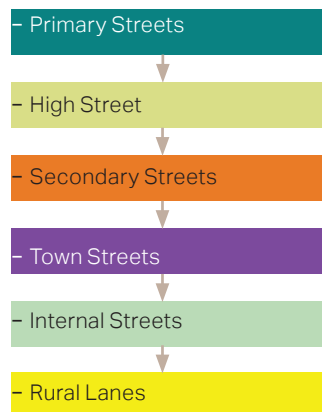 – Primary Streets
– High Street
– Secondary Streets
– Town Streets
– Internal Streets
– Rural Lanes